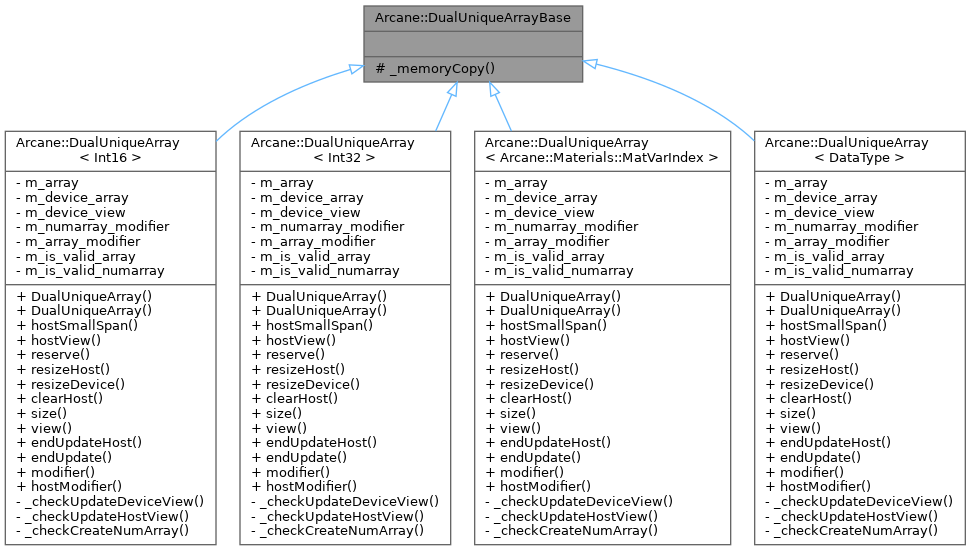 Arcane::DualUniqueArrayBase
# _memoryCopy()
Arcane::DualUniqueArray
< Int16 >
- m_array
- m_device_array
- m_device_view
- m_numarray_modifier
- m_array_modifier
- m_is_valid_array
- m_is_valid_numarray
+ DualUniqueArray()
+ DualUniqueArray()
+ hostSmallSpan()
+ hostView()
+ reserve()
+ resizeHost()
+ resizeDevice()
+ clearHost()
+ size()
+ view()
+ endUpdateHost()
+ endUpdate()
+ modifier()
+ hostModifier()
- _checkUpdateDeviceView()
- _checkUpdateHostView()
- _checkCreateNumArray()
Arcane::DualUniqueArray
< Int32 >
- m_array
- m_device_array
- m_device_view
- m_numarray_modifier
- m_array_modifier
- m_is_valid_array
- m_is_valid_numarray
+ DualUniqueArray()
+ DualUniqueArray()
+ hostSmallSpan()
+ hostView()
+ reserve()
+ resizeHost()
+ resizeDevice()
+ clearHost()
+ size()
+ view()
+ endUpdateHost()
+ endUpdate()
+ modifier()
+ hostModifier()
- _checkUpdateDeviceView()
- _checkUpdateHostView()
- _checkCreateNumArray()
Arcane::DualUniqueArray
< Arcane::Materials::MatVarIndex >
- m_array
- m_device_array
- m_device_view
- m_numarray_modifier
- m_array_modifier
- m_is_valid_array
- m_is_valid_numarray
+ DualUniqueArray()
+ DualUniqueArray()
+ hostSmallSpan()
+ hostView()
+ reserve()
+ resizeHost()
+ resizeDevice()
+ clearHost()
+ size()
+ view()
+ endUpdateHost()
+ endUpdate()
+ modifier()
+ hostModifier()
- _checkUpdateDeviceView()
- _checkUpdateHostView()
- _checkCreateNumArray()
Arcane::DualUniqueArray
< DataType >
- m_array
- m_device_array
- m_device_view
- m_numarray_modifier
- m_array_modifier
- m_is_valid_array
- m_is_valid_numarray
+ DualUniqueArray()
+ DualUniqueArray()
+ hostSmallSpan()
+ hostView()
+ reserve()
+ resizeHost()
+ resizeDevice()
+ clearHost()
+ size()
+ view()
+ endUpdateHost()
+ endUpdate()
+ modifier()
+ hostModifier()
- _checkUpdateDeviceView()
- _checkUpdateHostView()
- _checkCreateNumArray()